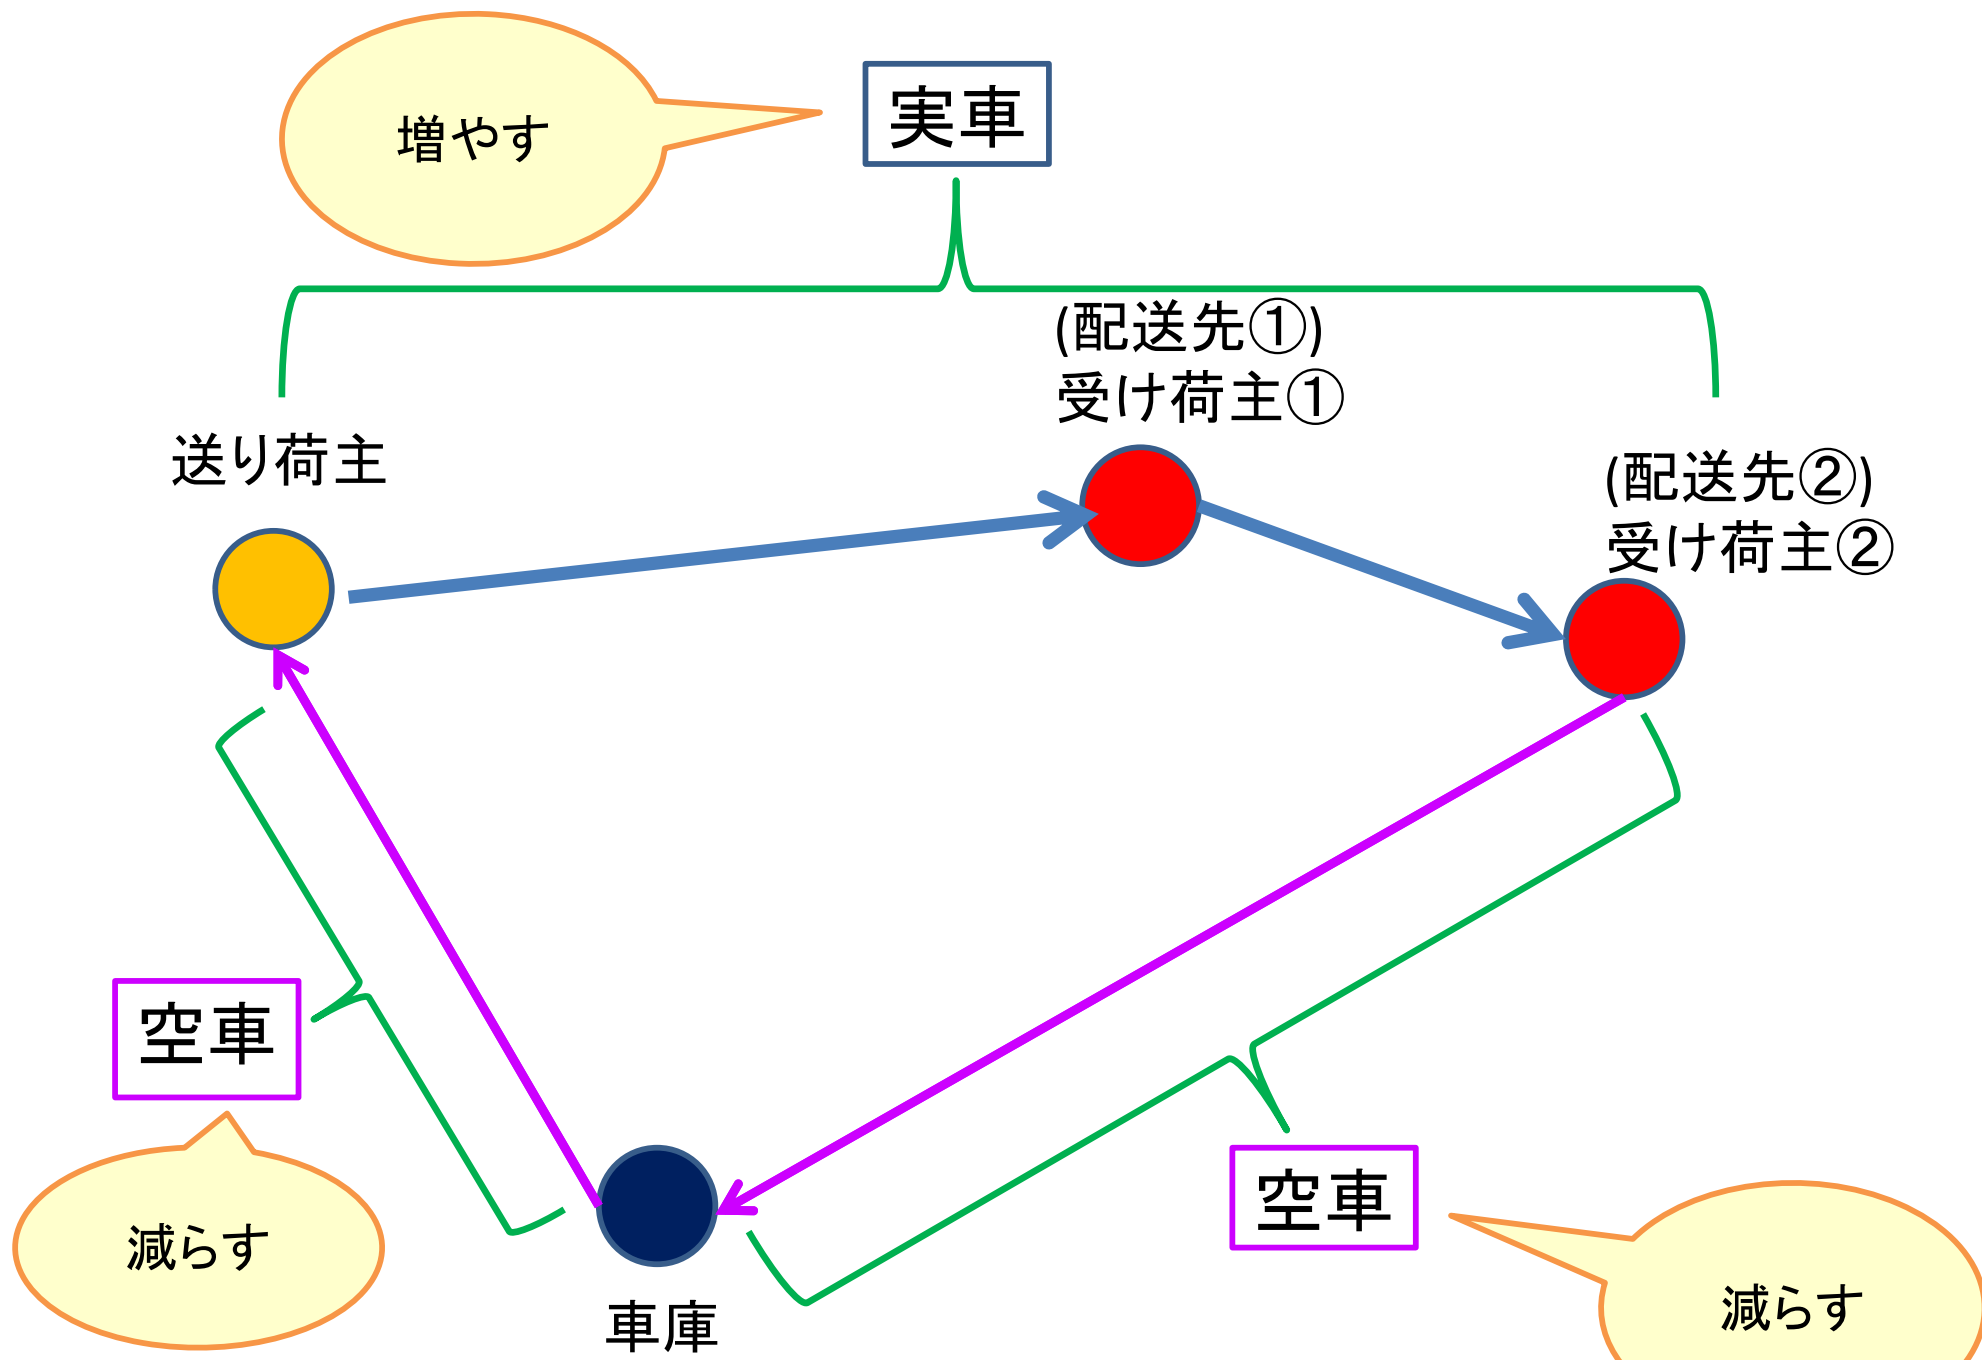 増やす
実車
(配送先①)
受け荷主①
送り荷主
(配送先②)
受け荷主②
空車
空車
減らす
減らす
車庫